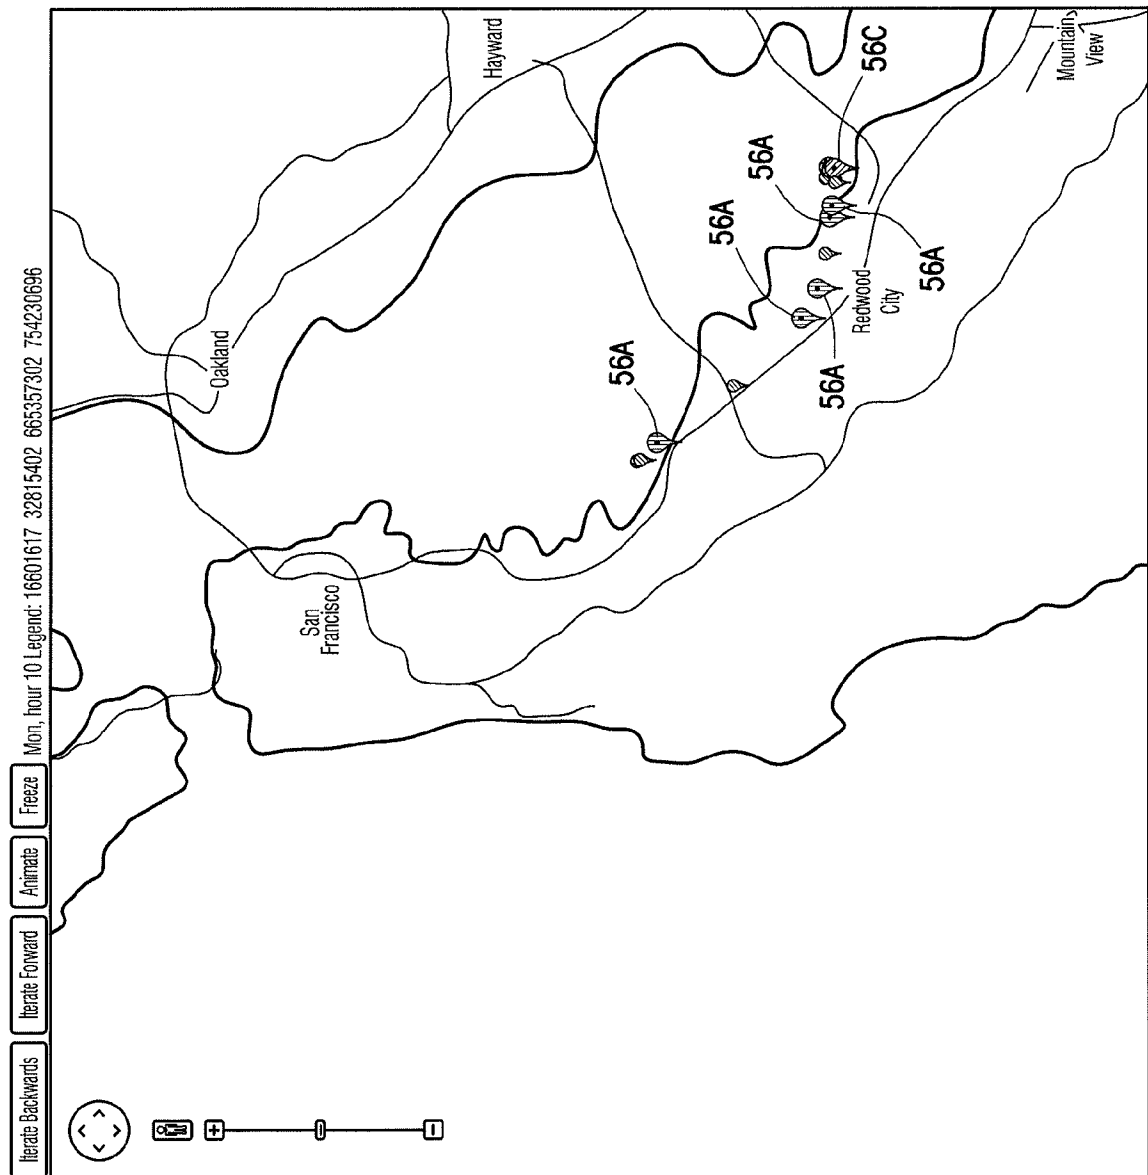 Iterate Backwards Iterate Forward Animate Freeze Mon, hour 10 Legend: 16601617 32815402 665357302 754230696
Oakland
San
Francisco
Hayward
56A
56A
56A
56A
56C
Redwood
City
56A
Mountain
View